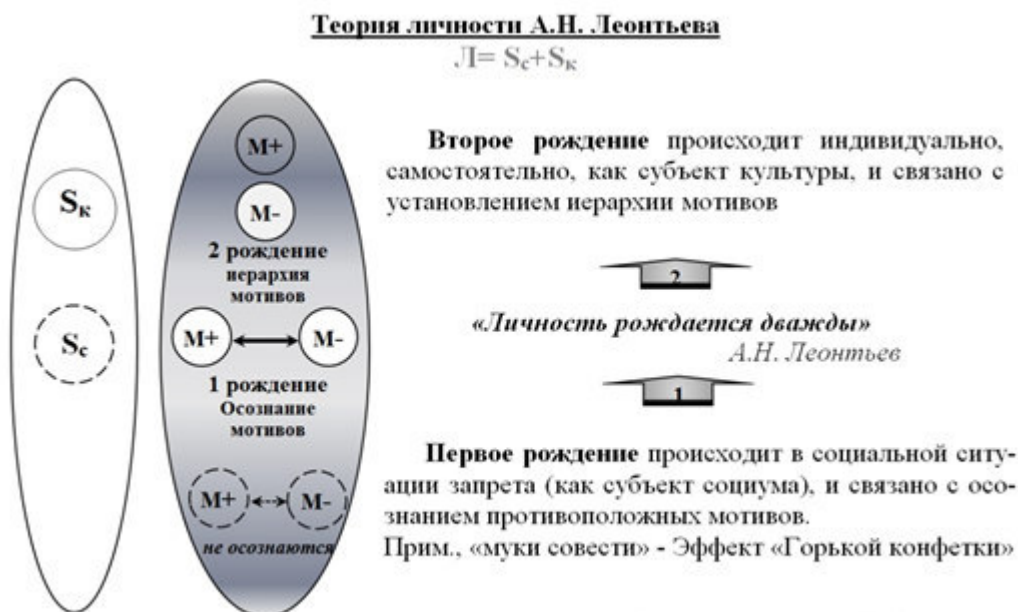 Теория личности А.Н. Леонтьева
Л= Sс+Sк
Sк
Sс
М+
М-
2 рождение
иерархия
мотивов
М+
М-
1 рождение
Осознание
мотивов
М+
М-
не осознаются
Второе рождение происходит индивидуально,
самостоятельно, как субъект культуры, и связано с
установлением иерархии мотивов
2
«Личность рождается дважды»
А.Н. Леонтьев
1
Первое рождение происходит в социальной ситу-
ации запрета (как субъект социума), и связано с осо-
знанием противоположных мотивов.
Прим., «муки совести» - Эффект «Горькой конфетки»